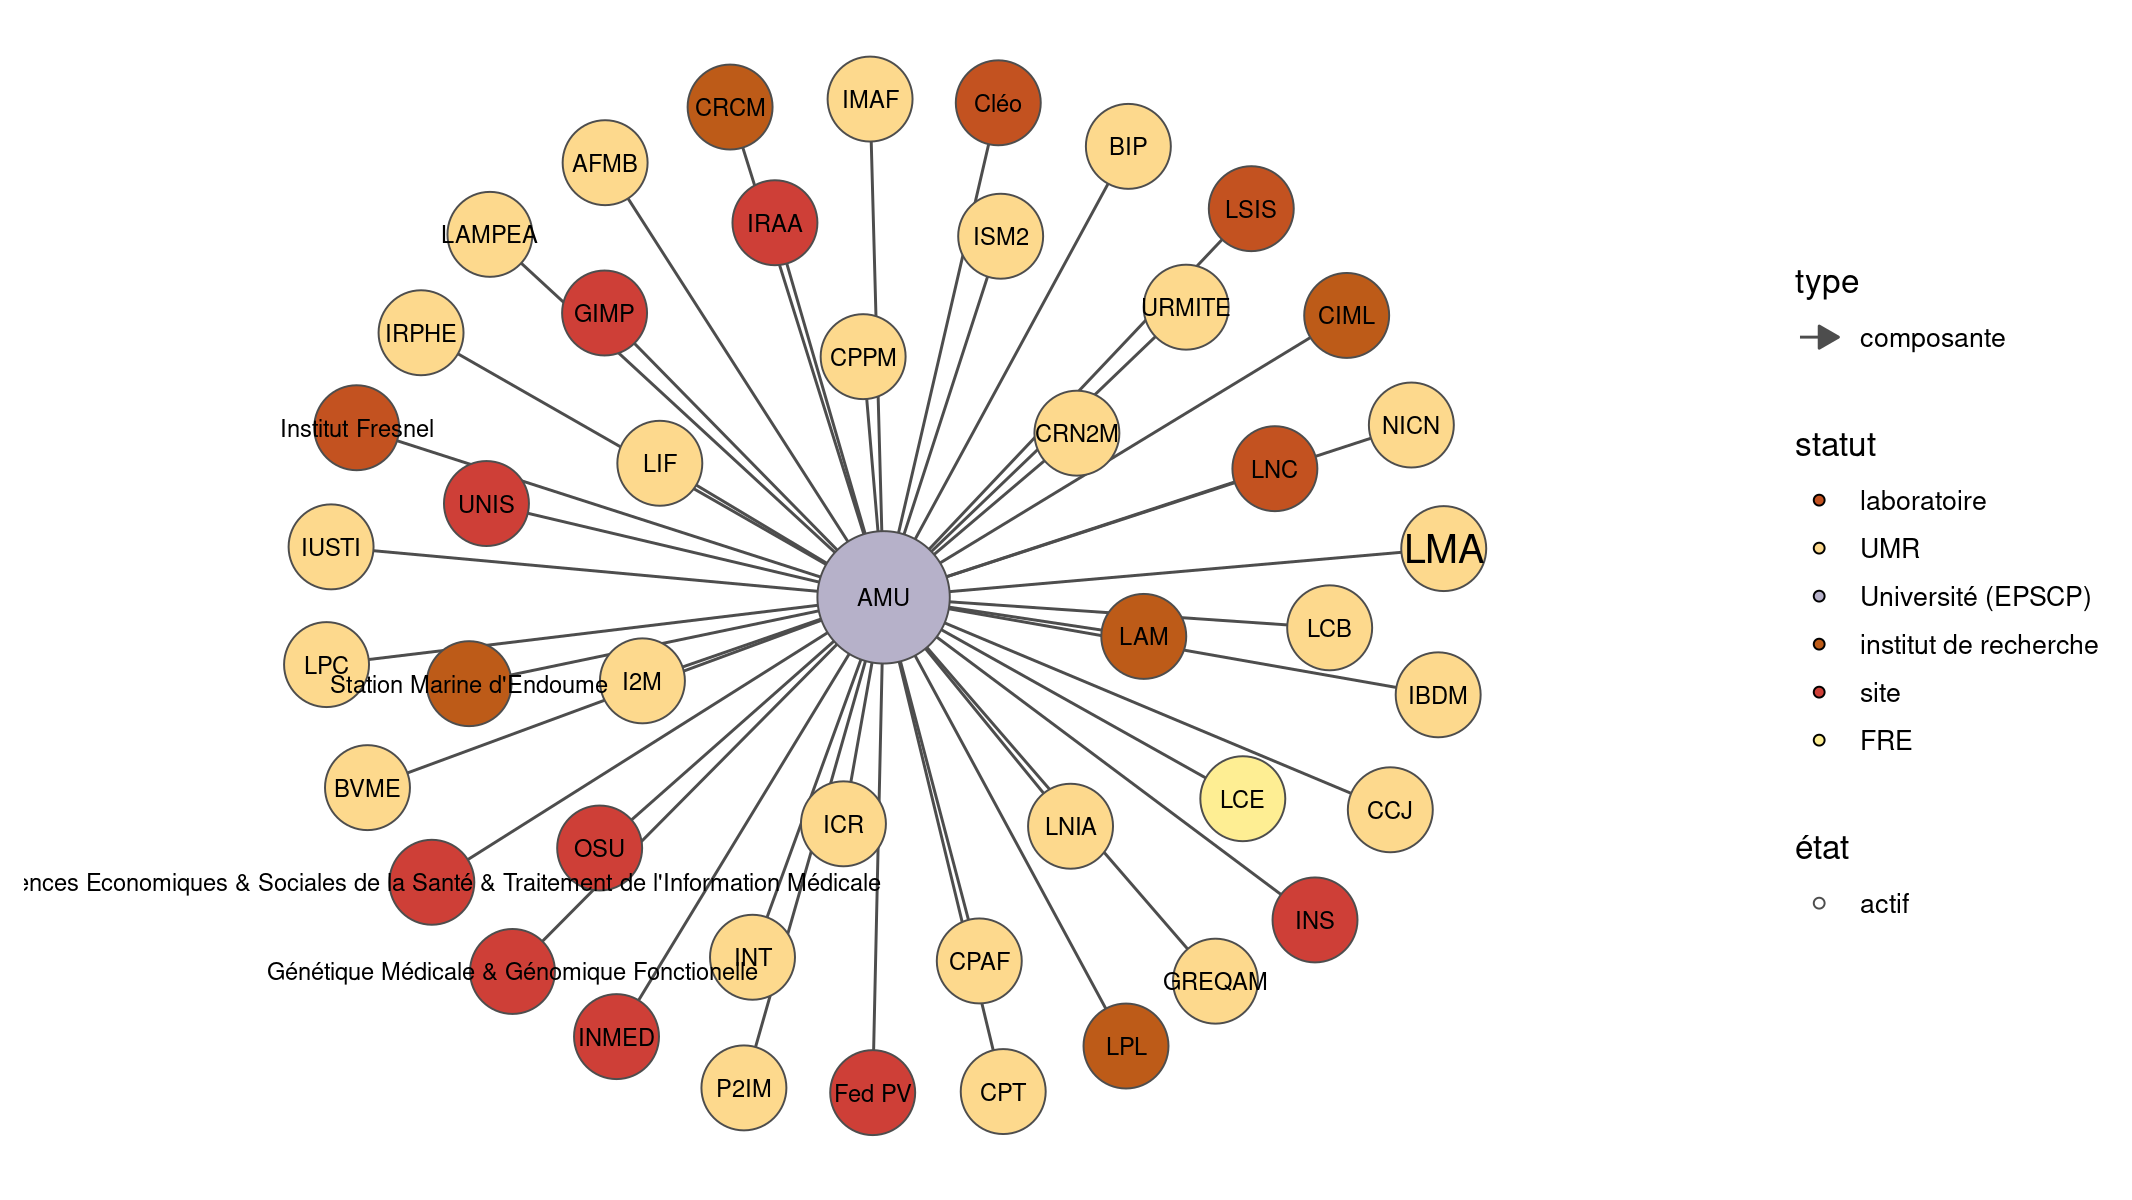 IMAF
Cléo
CRCM
BIP
AFMB
LSIS
IRAA
LAMPEA
ISM2
URMITE
GIMP
CIML
IRPHE
CPPM
NICN
Institut Fresnel
CRN2M
LIF
LNC
UNIS
IUSTI
LMA
AMU
LCB
LAM
LPC
I2M
Station Marine d'Endoume
IBDM
BVME
LCE
CCJ
ICR
LNIA
OSU
Economiques & Sociales de la Santé & Traitement de l'Information Médicale
INS
INT
CPAF
Génétique Médicale & Génomique Fonctionelle
GREQAM
INMED
LPL
P2IM
Fed PV
CPT
type
composante
statut
laboratoire
UMR
Université (EPSCP)
institut de recherche
site
FRE
état
actif